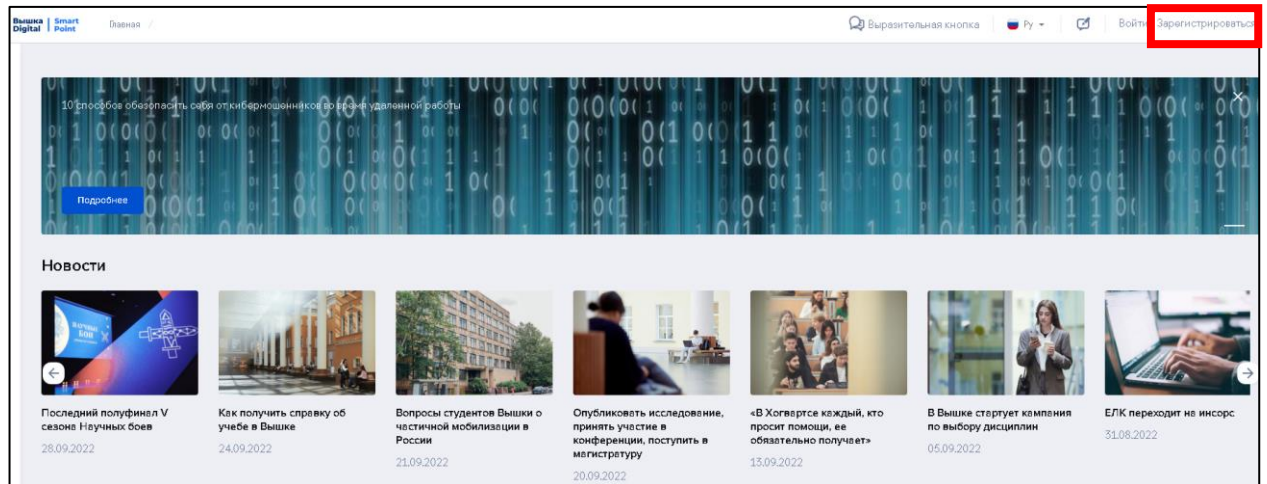 Вышка Digital | Smart Point Главная / Выразительная кнопка Ру Войти Зарегистрироваться
10 способов обезопасить себя от кибермошенников во время удаленной работы
Подробнее
Новости
НАУЧНЫЕ
БОИ
Последний полуфинал V
сезона Научных боев
28.09.2022
Как получить справку об
учебе в Вышке
24.09.2022
Вопросы студентов Вышки о
частичной мобилизации в
России
21.09.2022
Опубликовать исследование,
принять участие в
конференции, поступить в
магистратуру
20.09.2022
«В Хогвартсе каждый, кто
просит помощи, ее
обязательно получает»
13.09.2022
В Вышке стартует кампания
по выбору дисциплин
05.09.2022
ЕЛК переходит на инсорс
31.08.2022